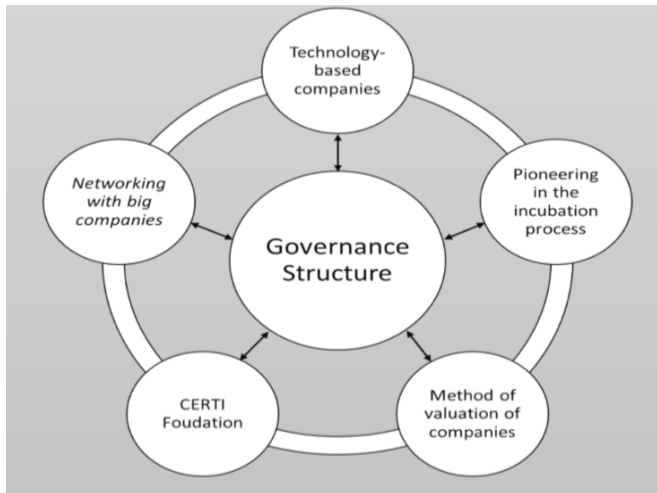 Technology-
based
companies
Networking
with big
companies
Pioneering
in the
incubation
process
Governance
Structure
CERTI
Foudation
Method of
valuation of
companies